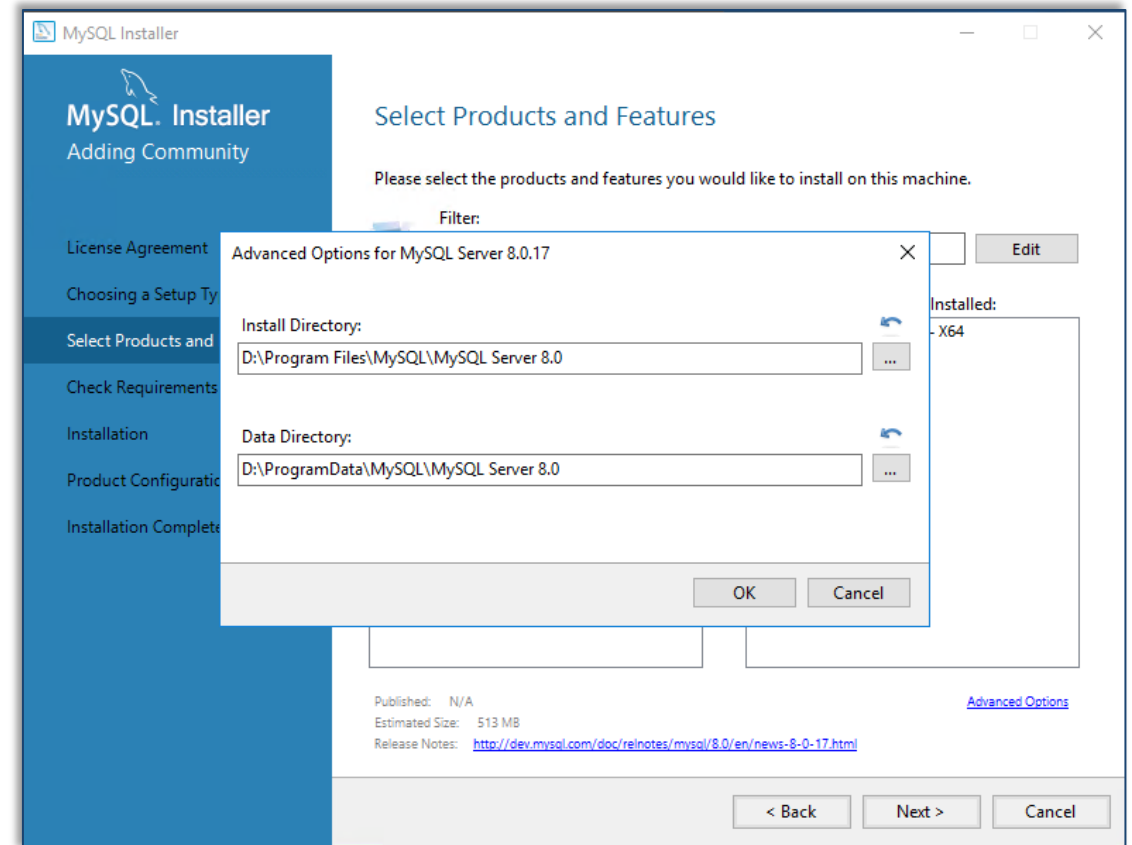 MySQL Installer
MySQL. Installer
Adding Community
License Agreement
Choosing a Setup Ty
Select Products and
Check Requirements
Installation
Product Configuratio
Installation Complete
Select Products and Features
Please select the products and features you would like to install on this machine.
Filter:
Edit
Installed:
- X64
Advanced Options for MySQL Server 8.0.17
Install Directory:
D:\Program Files\MySQL\MySQL Server 8.0
...
Data Directory:
D:\ProgramData\MySQL\MySQL Server 8.0
...
OK
Cancel
Published: N/A
Advanced Options
Estimated Size: 513 MB
Release Notes: http://dev.mysql.com/doc/relnotes/mysql/8.0/en/news-8-0-17.html
< Back
Next >
Cancel